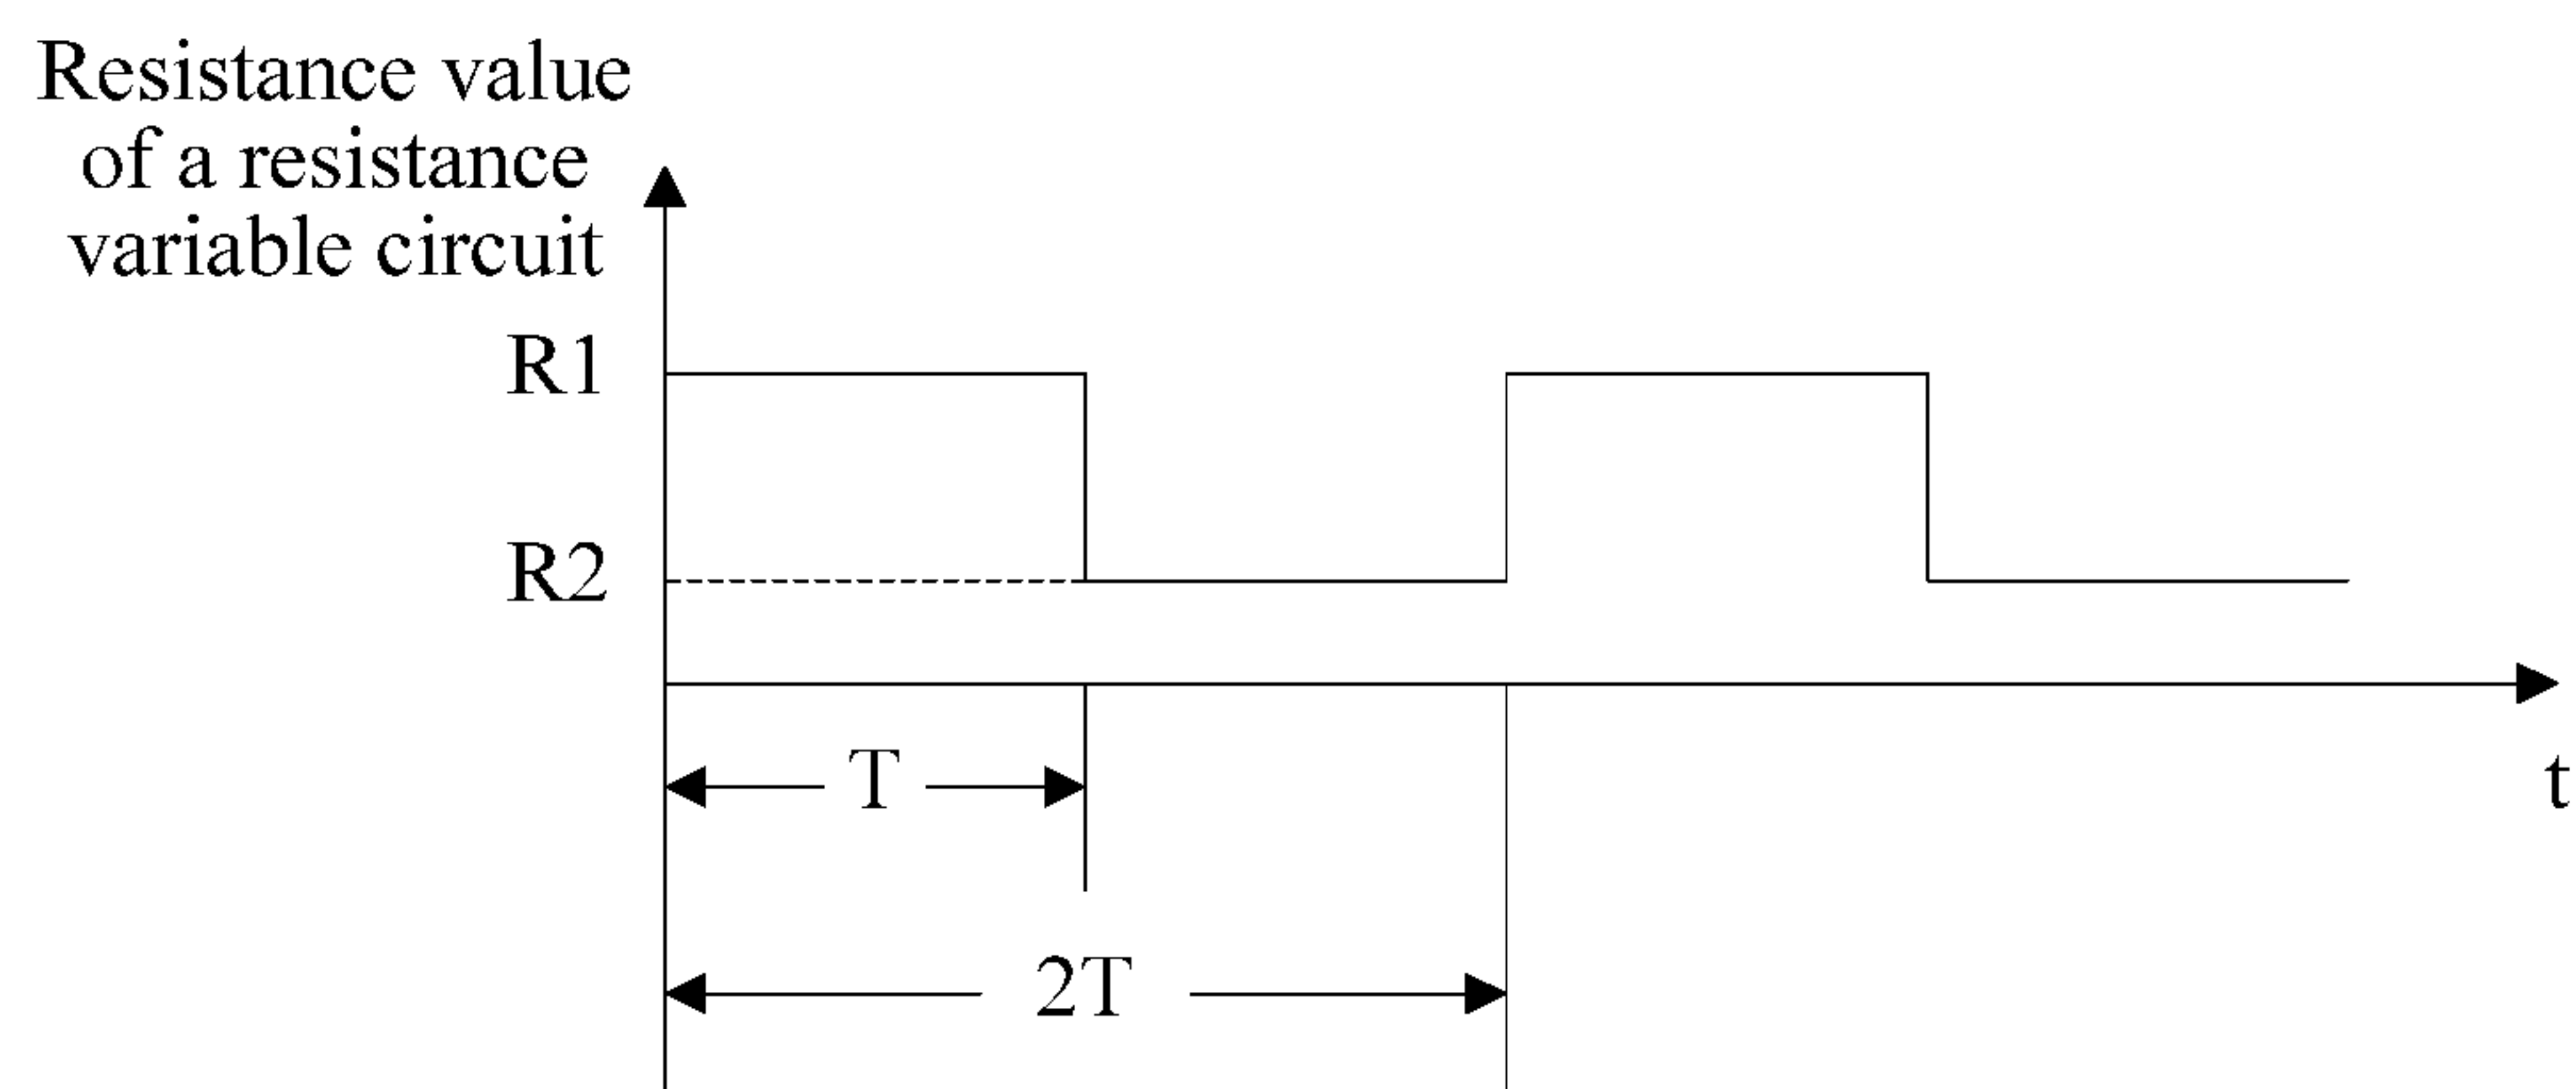 Resistance value
of a resistance
variable circuit
R1
R2
T
t
2T